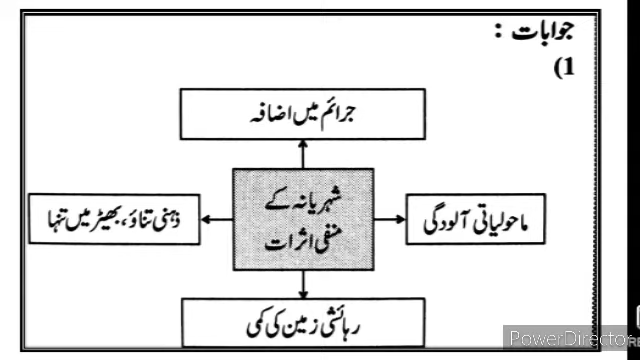 جوابات :
(1
جرائم میں اضافہ
شہریانہ کے
منفی اثرات
ماحولیاتی آلودگی
ذہنی تناؤ، بھیڑ میں تنہا
رہائشی زمین کی کمی
PowerDirector